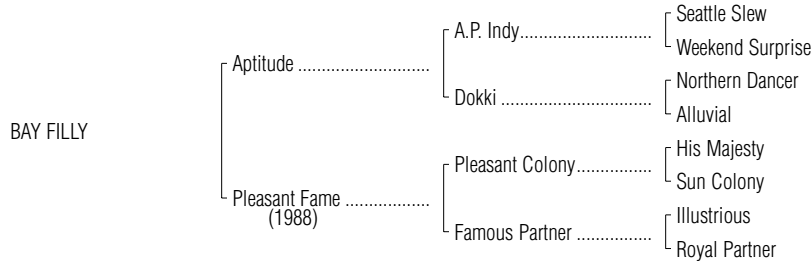 Seattle Slew
A.P. Indy..............................
Weekend Surprise
Aptitude ..............................
Northern Dancer
Dokki ..................................
Alluvial
BAY FILLY
His Majesty
Pleasant Colony.................
Sun Colony
Pleasant Fame ...................
(1988)
Illustrious
Famous Partner .................
Royal Partner